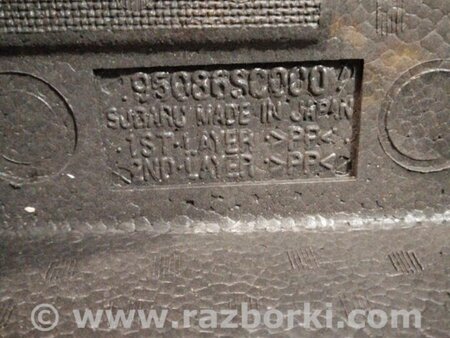 95086SC000
SUBARU MADE IN JAPAN
1ST·LAYER >PP<
2ND·LAYER >PP<
© www.razborki.com